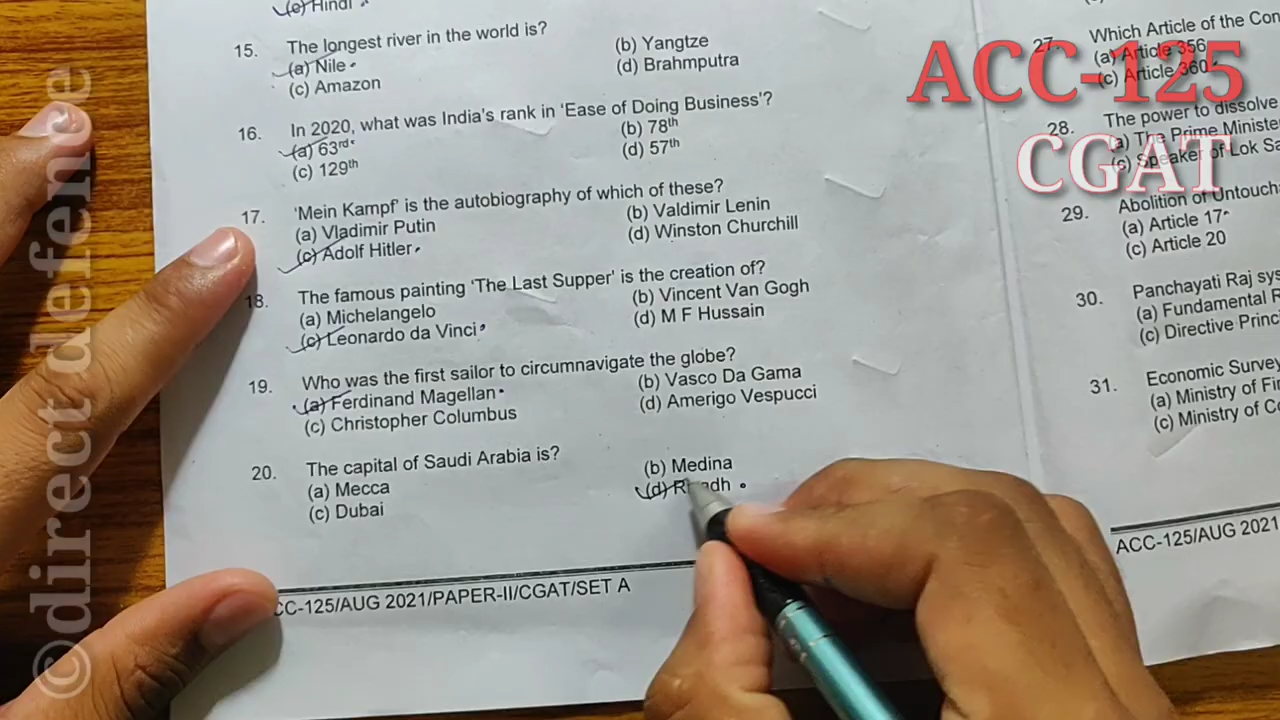 (e) Hindi
15. The longest river in the world is?
(a) Nile (b) Yangtze
(c) Amazon (d) Brahmputra
16. In 2020, what was India's rank in 'Ease of Doing Business'?
(a) 63rd (b) 78th
(c) 129th (d) 57th
17. 'Mein Kampf' is the autobiography of which of these?
(a) Vladimir Putin (b) Valdimir Lenin
(c) Adolf Hitler (d) Winston Churchill
18. The famous painting 'The Last Supper' is the creation of?
(a) Michelangelo (b) Vincent Van Gogh
(c) Leonardo da Vinci (d) M F Hussain
19. Who was the first sailor to circumnavigate the globe?
(a) Ferdinand Magellan (b) Vasco Da Gama
(c) Christopher Columbus (d) Amerigo Vespucci
20. The capital of Saudi Arabia is?
(a) Mecca (b) Medina
(c) Dubai (d)
CC-125/AUG 2021/PAPER-II/CGAT/SET A
27. Which Article of the Con
(a) Article 356
(c) Article 360
28. The power to dissolve
(a) The Prime Ministe
(c) Speaker of Lok Sa
29. Abolition of Untouch
(a) Article 17
(c) Article 20
30. Panchayati Raj sys
(a) Fundamental R
(c) Directive Princ
31. Economic Survey
(a) Ministry of Fi
(c) Ministry of Co
ACC-125/AUG 2021
ACC-125
CGAT
©direct defence